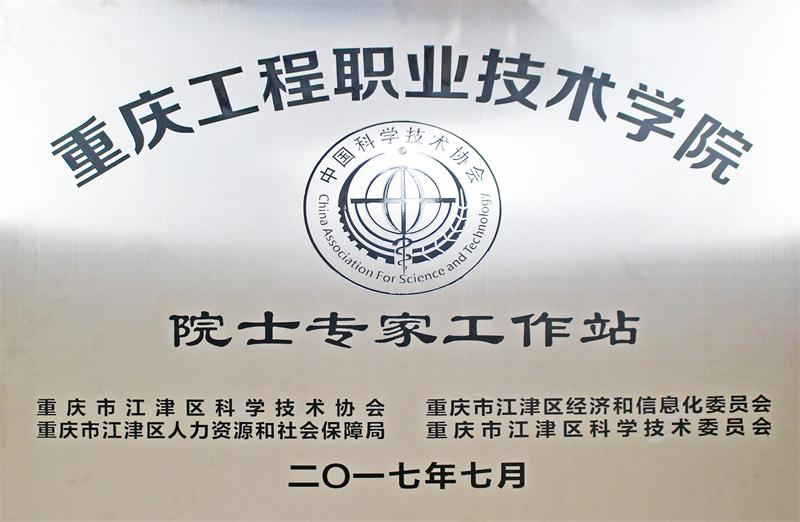 重庆工程职业技术学院
中国科学技术协会
China Association For Science and Technology
院士专家工作站
重庆市江津区科学技术协会 重庆市江津区经济和信息化委员会
重庆市江津区人力资源和社会保障局 重庆市江津区科学技术委员会
二〇一七年七月